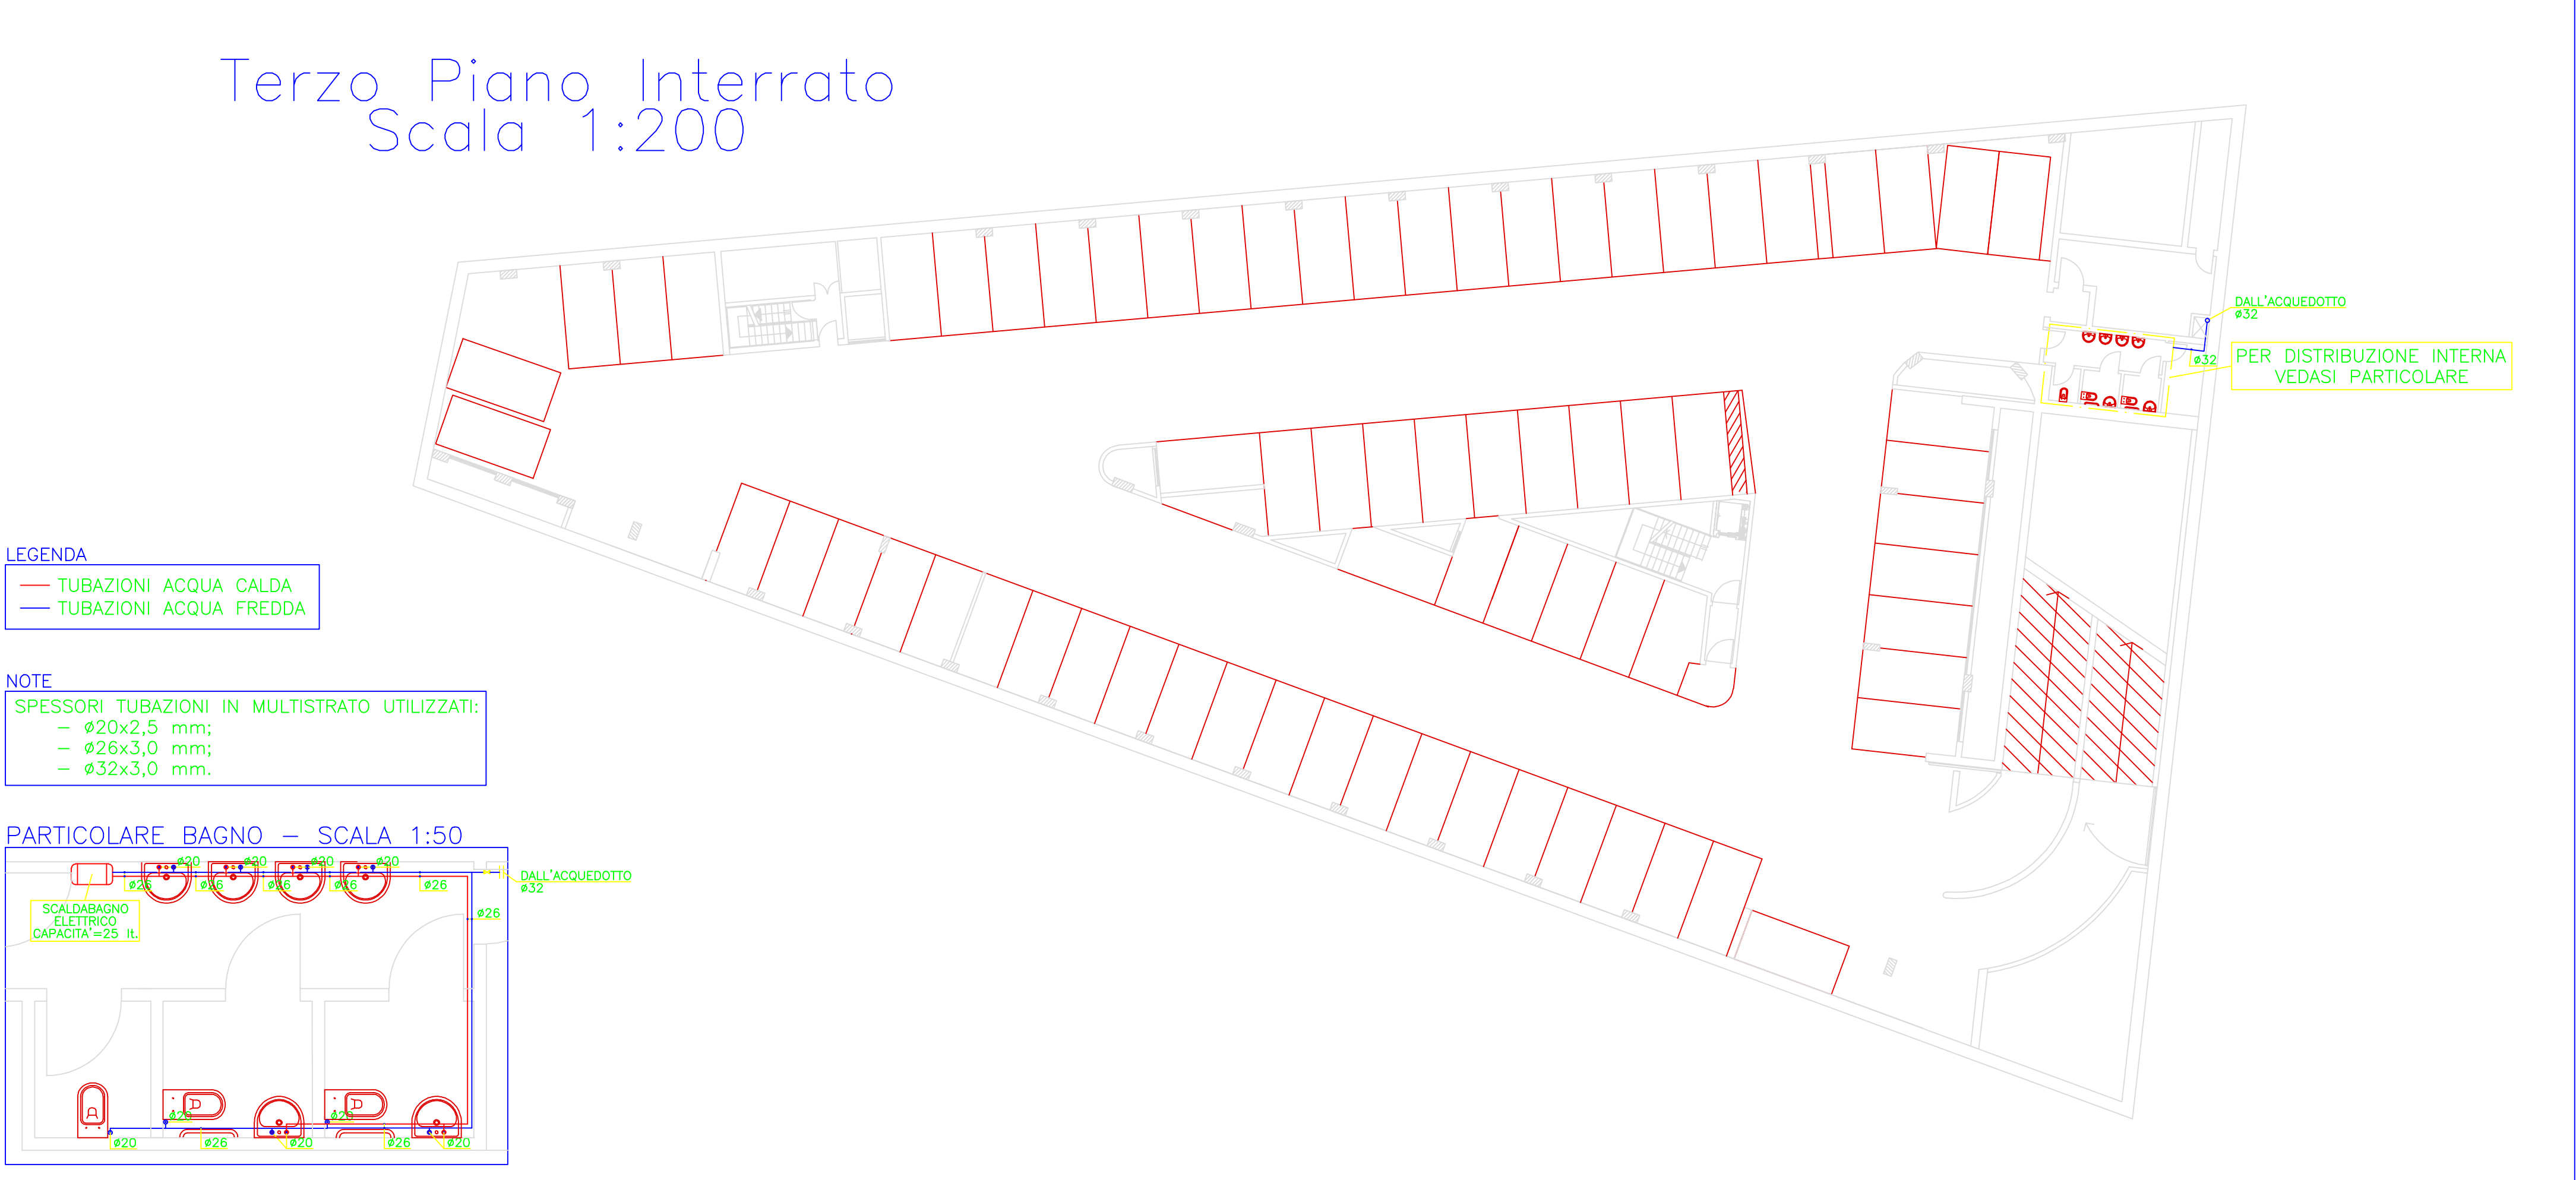 Terzo Piano Interrato
Scala 1:200
DALL'ACQUEDOTTO
ø32
ø32
PER DISTRIBUZIONE INTERNA
VEDASI PARTICOLARE
LEGENDA
TUBAZIONI ACQUA CALDA
TUBAZIONI ACQUA FREDDA
NOTE
SPESSORI TUBAZIONI IN MULTISTRATO UTILIZZATI:
– ø20x2,5 mm;
– ø26x3,0 mm;
– ø32x3,0 mm.
PARTICOLARE BAGNO – SCALA 1:50
ø20 ø20 ø20 ø20
ø26 ø26 ø26 ø26 ø26
DALL'ACQUEDOTTO
ø32
SCALDABAGNO
ELETTRICO
CAPACITA'=25 lt.
ø26
ø20 ø20
ø20 ø26 ø20 ø26 ø20